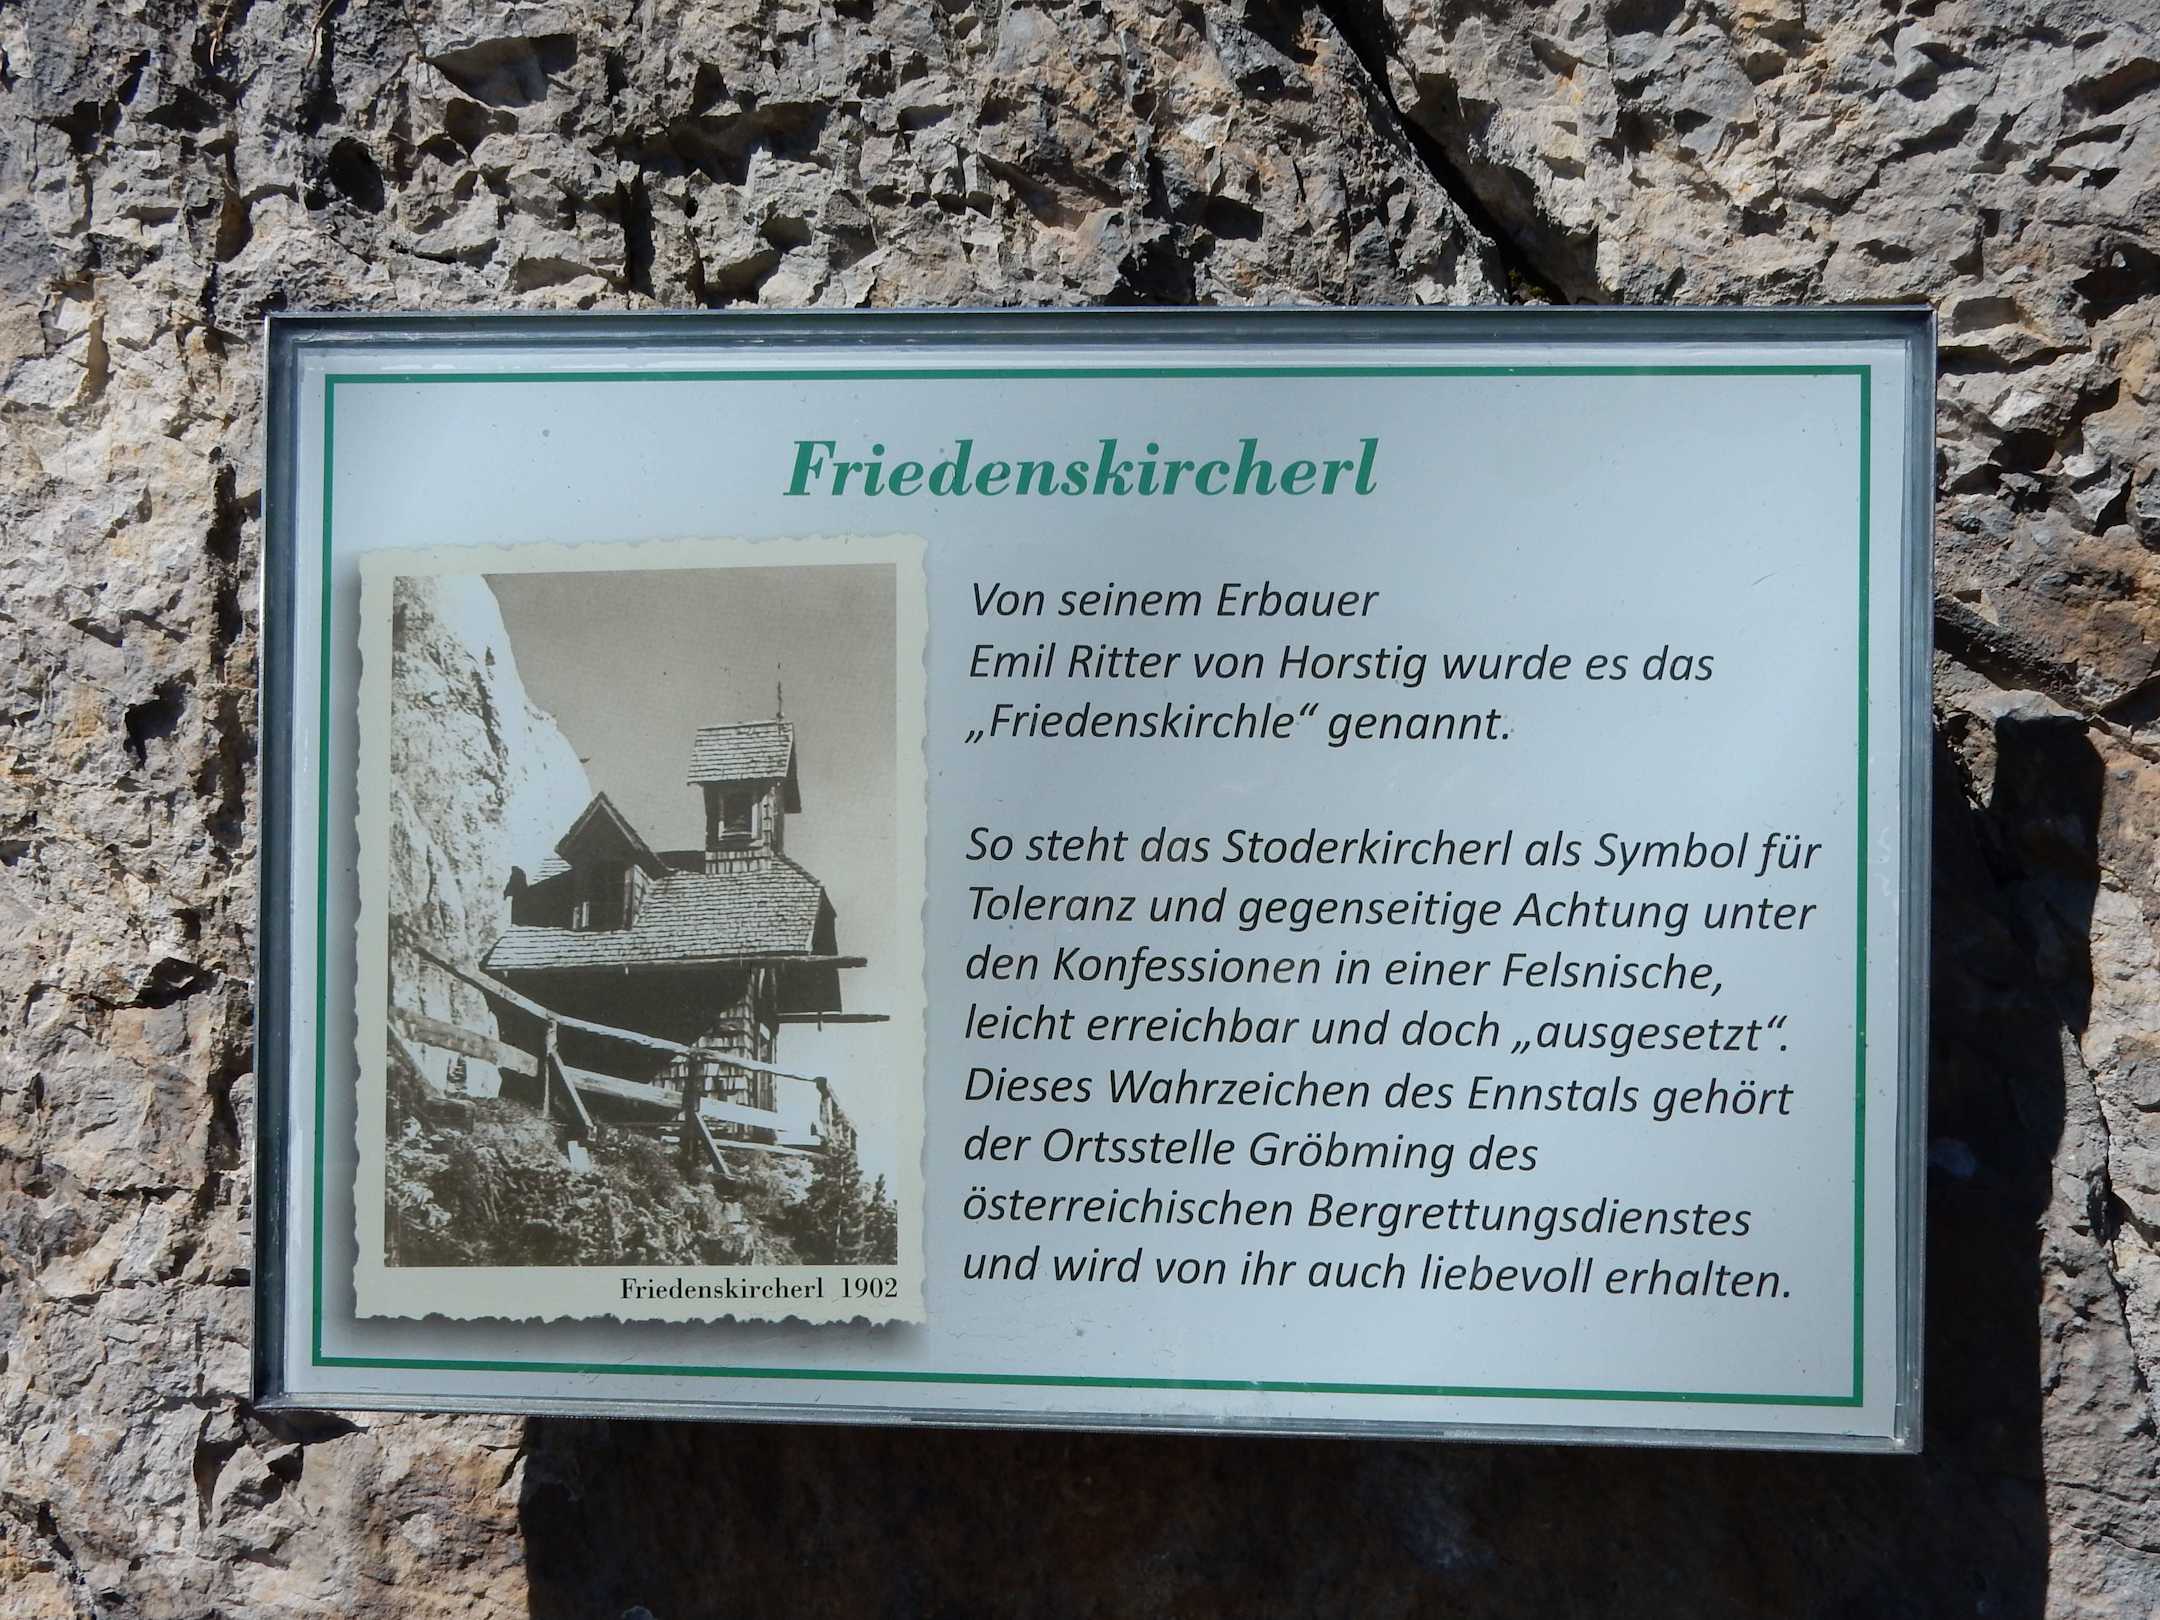 Friedenskircherl
Von seinem Erbauer
Emil Ritter von Horstig wurde es das
„Friedenskirchle“ genannt.
So steht das Stoderkircherl als Symbol für
Toleranz und gegenseitige Achtung unter
den Konfessionen in einer Felsnische,
leicht erreichbar und doch „ausgesetzt“.
Dieses Wahrzeichen des Ennstals gehört
der Ortsstelle Gröbming des
österreichischen Bergrettungsdienstes
und wird von ihr auch liebevoll erhalten.
Friedenskircherl 1902